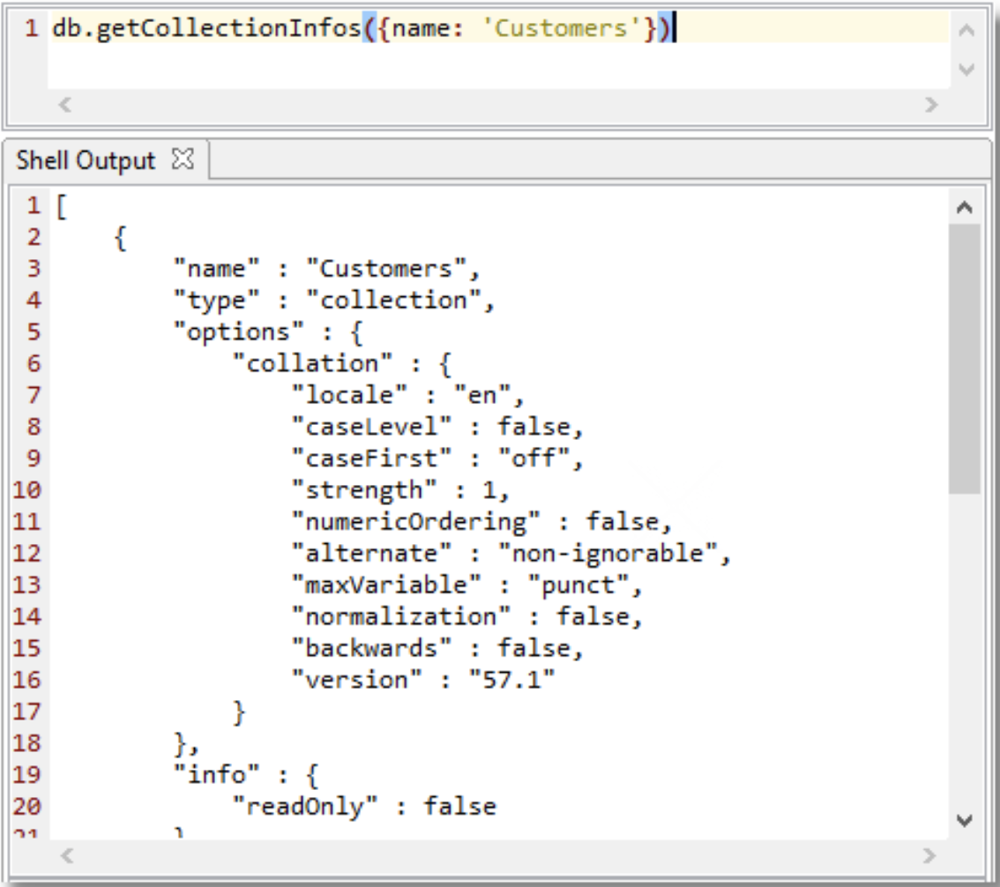 1 db.getCollectionInfos({name: 'Customers'})
Shell Output
1 [
2     {
3         "name" : "Customers",
4         "type" : "collection",
5         "options" : {
6             "collation" : {
7                 "locale" : "en",
8                 "caseLevel" : false,
9                 "caseFirst" : "off",
10                 "strength" : 1,
11                 "numericOrdering" : false,
12                 "alternate" : "non-ignorable",
13                 "maxVariable" : "punct",
14                 "normalization" : false,
15                 "backwards" : false,
16                 "version" : "57.1"
17             }
18         },
19         "info" : {
20             "readOnly" : false
21         }